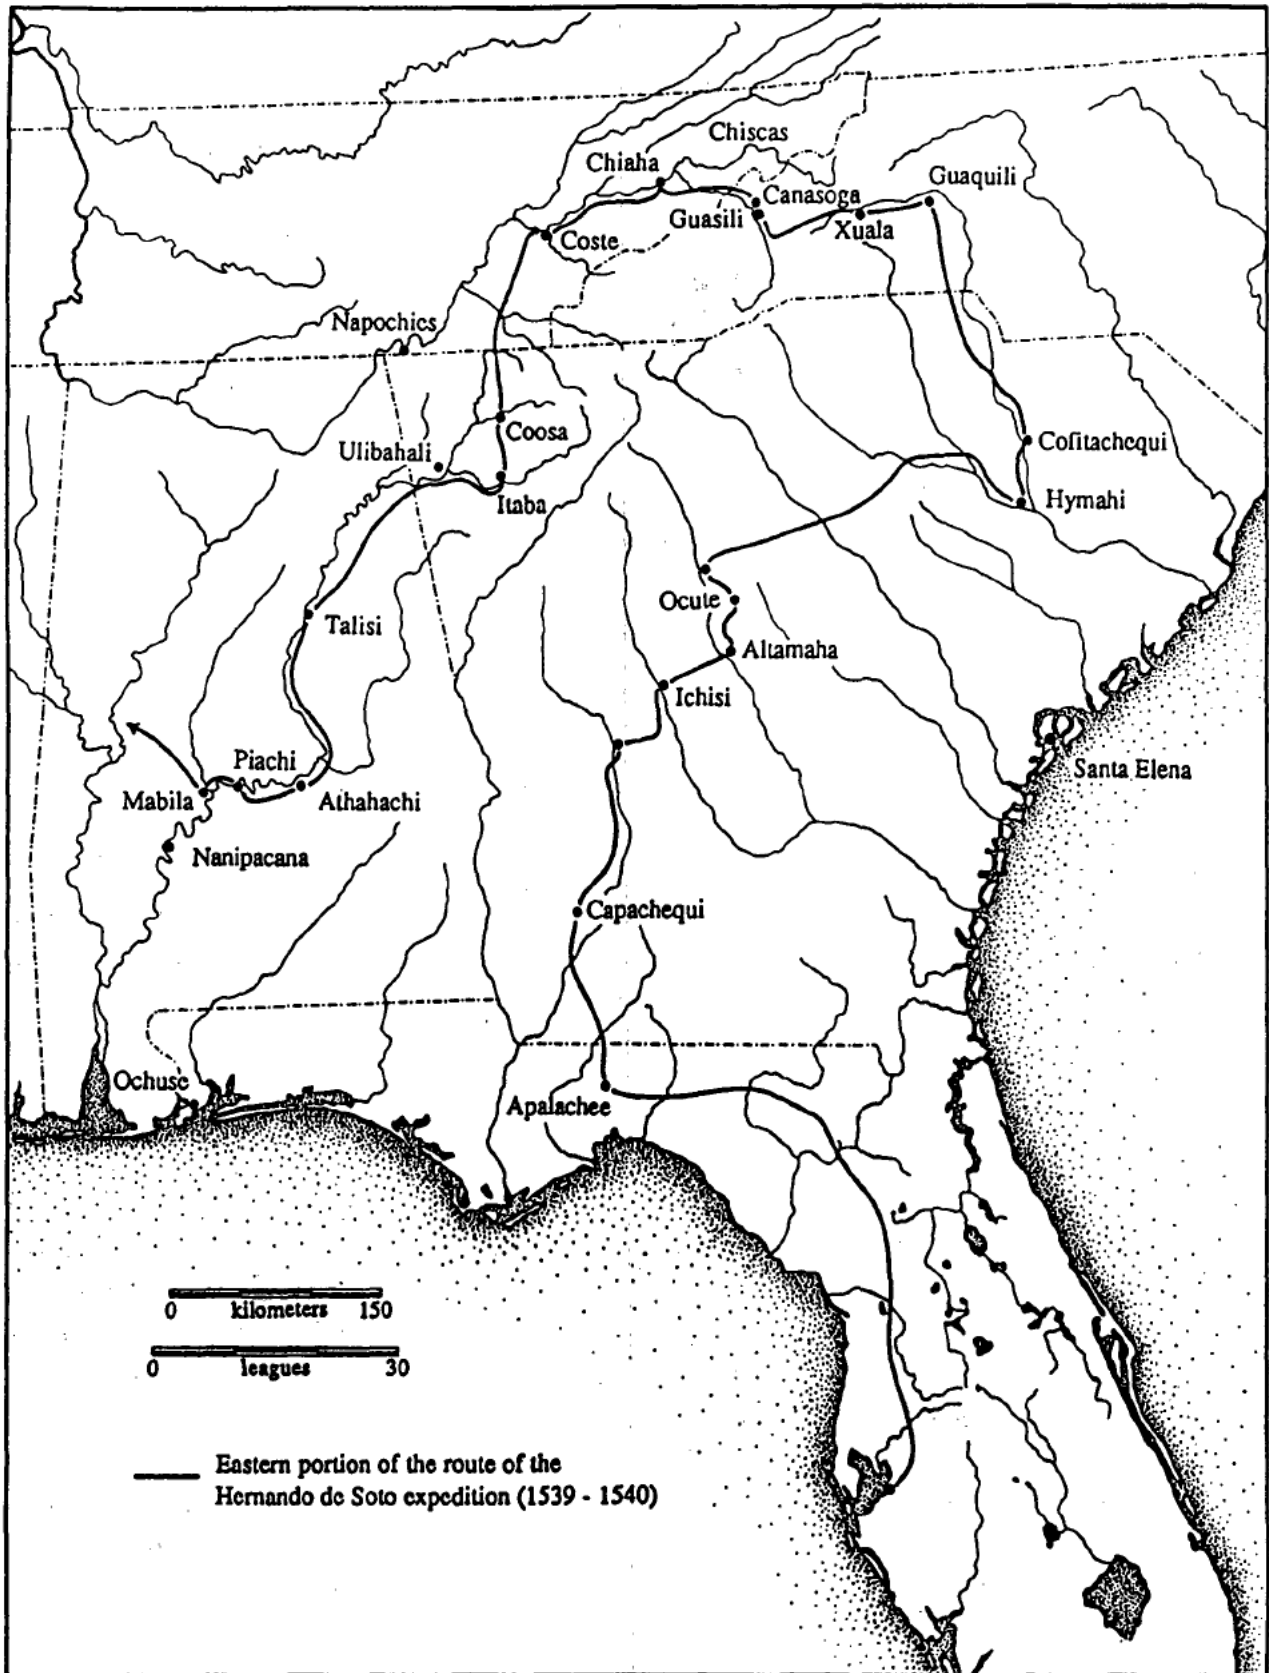 Chiscas
Chiaha
Guaquili
Canasoga
Guasili
Xuala
Coste
Napochics
Coosa
Ulibahali
Cofitachequi
Itaba
Hymahi
Ocute
Talisi
Altamaha
Ichisi
Piachi
Santa Elena
Mabila
Athahachi
Nanipacana
Capachequi
Ochuse
Apalachee
0 kilometers 150
0 leagues 30
Eastern portion of the route of the
Hernando de Soto expedition (1539 - 1540)